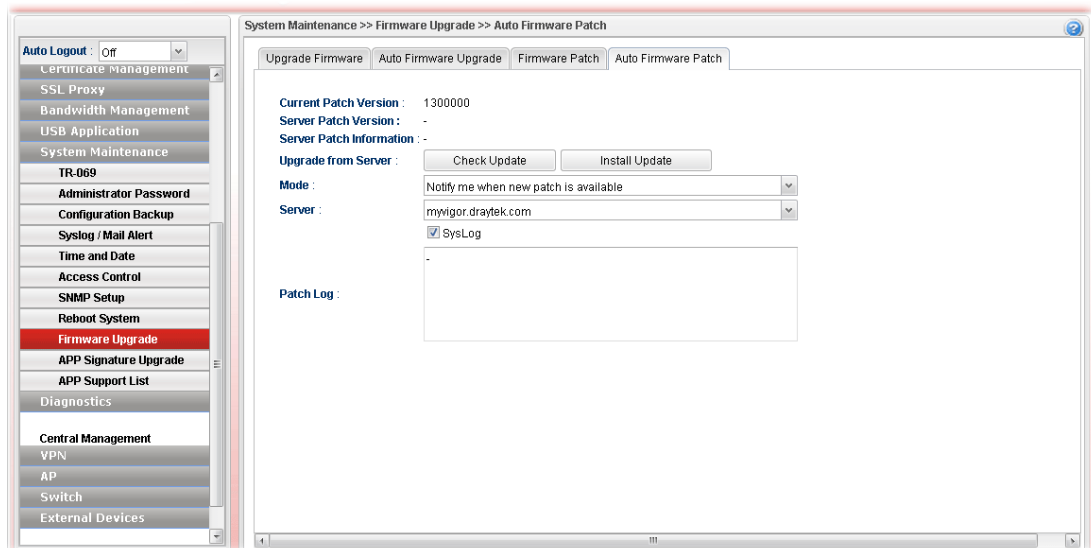 System Maintenance >> Firmware Upgrade >> Auto Firmware Patch
Auto Logout : Off
Certificate Management
SSL Proxy
Bandwidth Management
USB Application
System Maintenance
TR-069
Administrator Password
Configuration Backup
Syslog / Mail Alert
Time and Date
Access Control
SNMP Setup
Reboot System
Firmware Upgrade
APP Signature Upgrade
APP Support List
Diagnostics
Central Management
VPN
AP
Switch
External Devices
Upgrade Firmware Auto Firmware Upgrade Firmware Patch Auto Firmware Patch
Current Patch Version : 1300000
Server Patch Version : -
Server Patch Information : -
Upgrade from Server : Check Update Install Update
Mode : Notify me when new patch is available
Server : myvigor.draytek.com
SysLog
-
Patch Log :